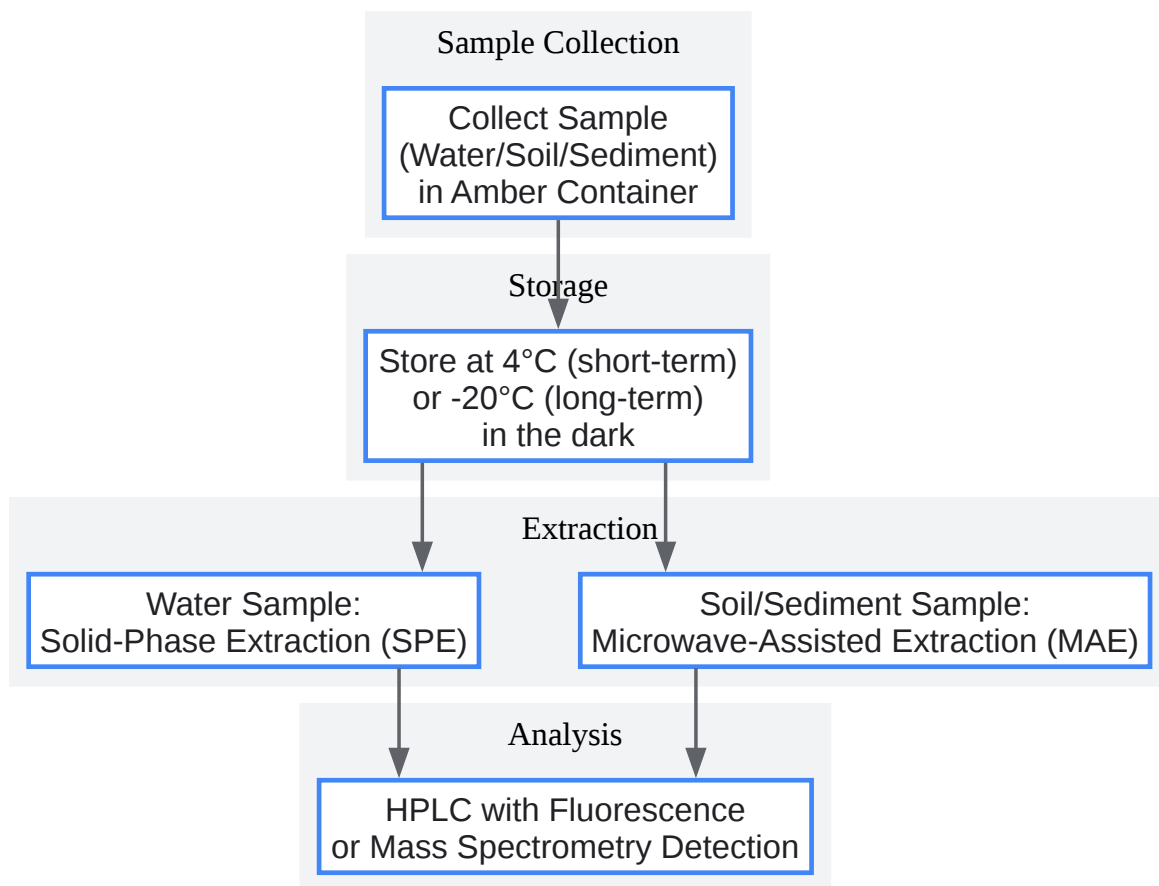 Sample Collection
Collect Sample
(Water/Soil/Sediment)
in Amber Container
Storage
Store at 4°C (short-term)
or -20°C (long-term)
in the dark
Extraction
Water Sample:
Solid-Phase Extraction (SPE)
Soil/Sediment Sample:
Microwave-Assisted Extraction (MAE)
Analysis
HPLC with Fluorescence
or Mass Spectrometry Detection